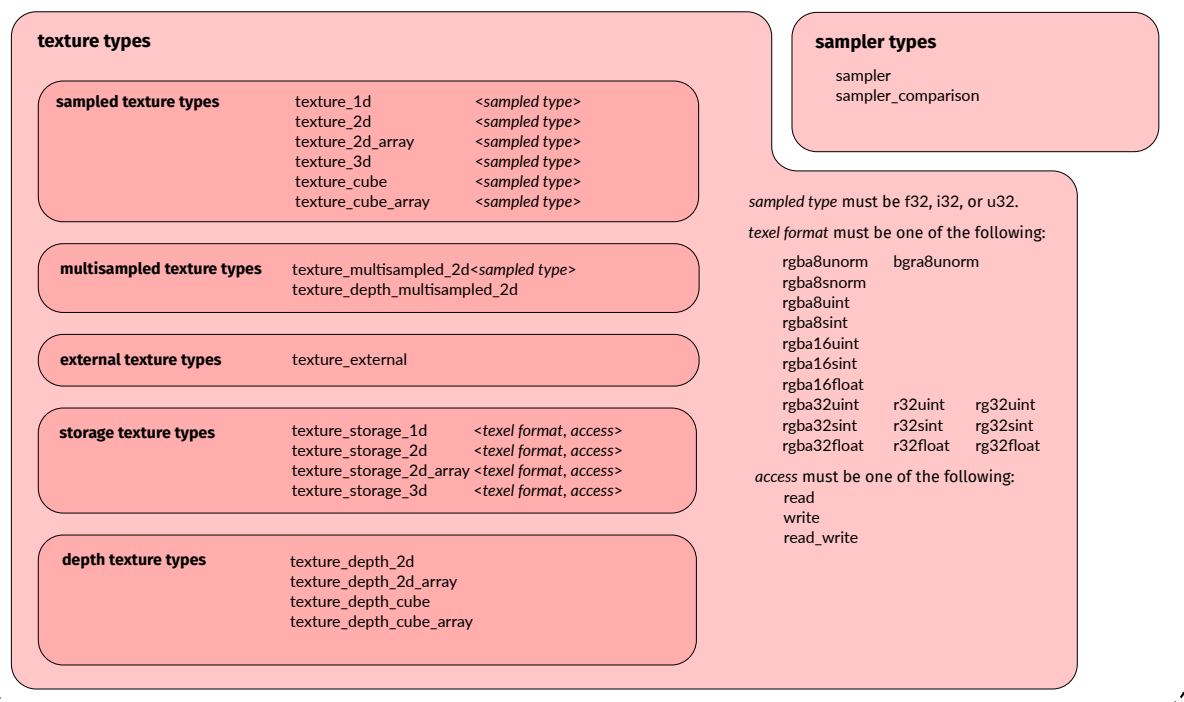 texture types
sampled texture types
texture_1d <sampled type>
texture_2d <sampled type>
texture_2d_array <sampled type>
texture_3d <sampled type>
texture_cube <sampled type>
texture_cube_array <sampled type>
multisampled texture types
texture_multisampled_2d<sampled type>
texture_depth_multisampled_2d
external texture types
texture_external
storage texture types
texture_storage_1d <texel format, access>
texture_storage_2d <texel format, access>
texture_storage_2d_array <texel format, access>
texture_storage_3d <texel format, access>
depth texture types
texture_depth_2d
texture_depth_2d_array
texture_depth_cube
texture_depth_cube_array
sampler types
sampler
sampler_comparison
sampled type must be f32, i32, or u32.
texel format must be one of the following:
rgba8unorm bgra8unorm
rgba8snorm
rgba8uint
rgba8sint
rgba16uint
rgba16sint
rgba16float
rgba32uint r32uint rg32uint
rgba32sint r32sint rg32sint
rgba32float r32float rg32float
access must be one of the following:
read
write
read_write